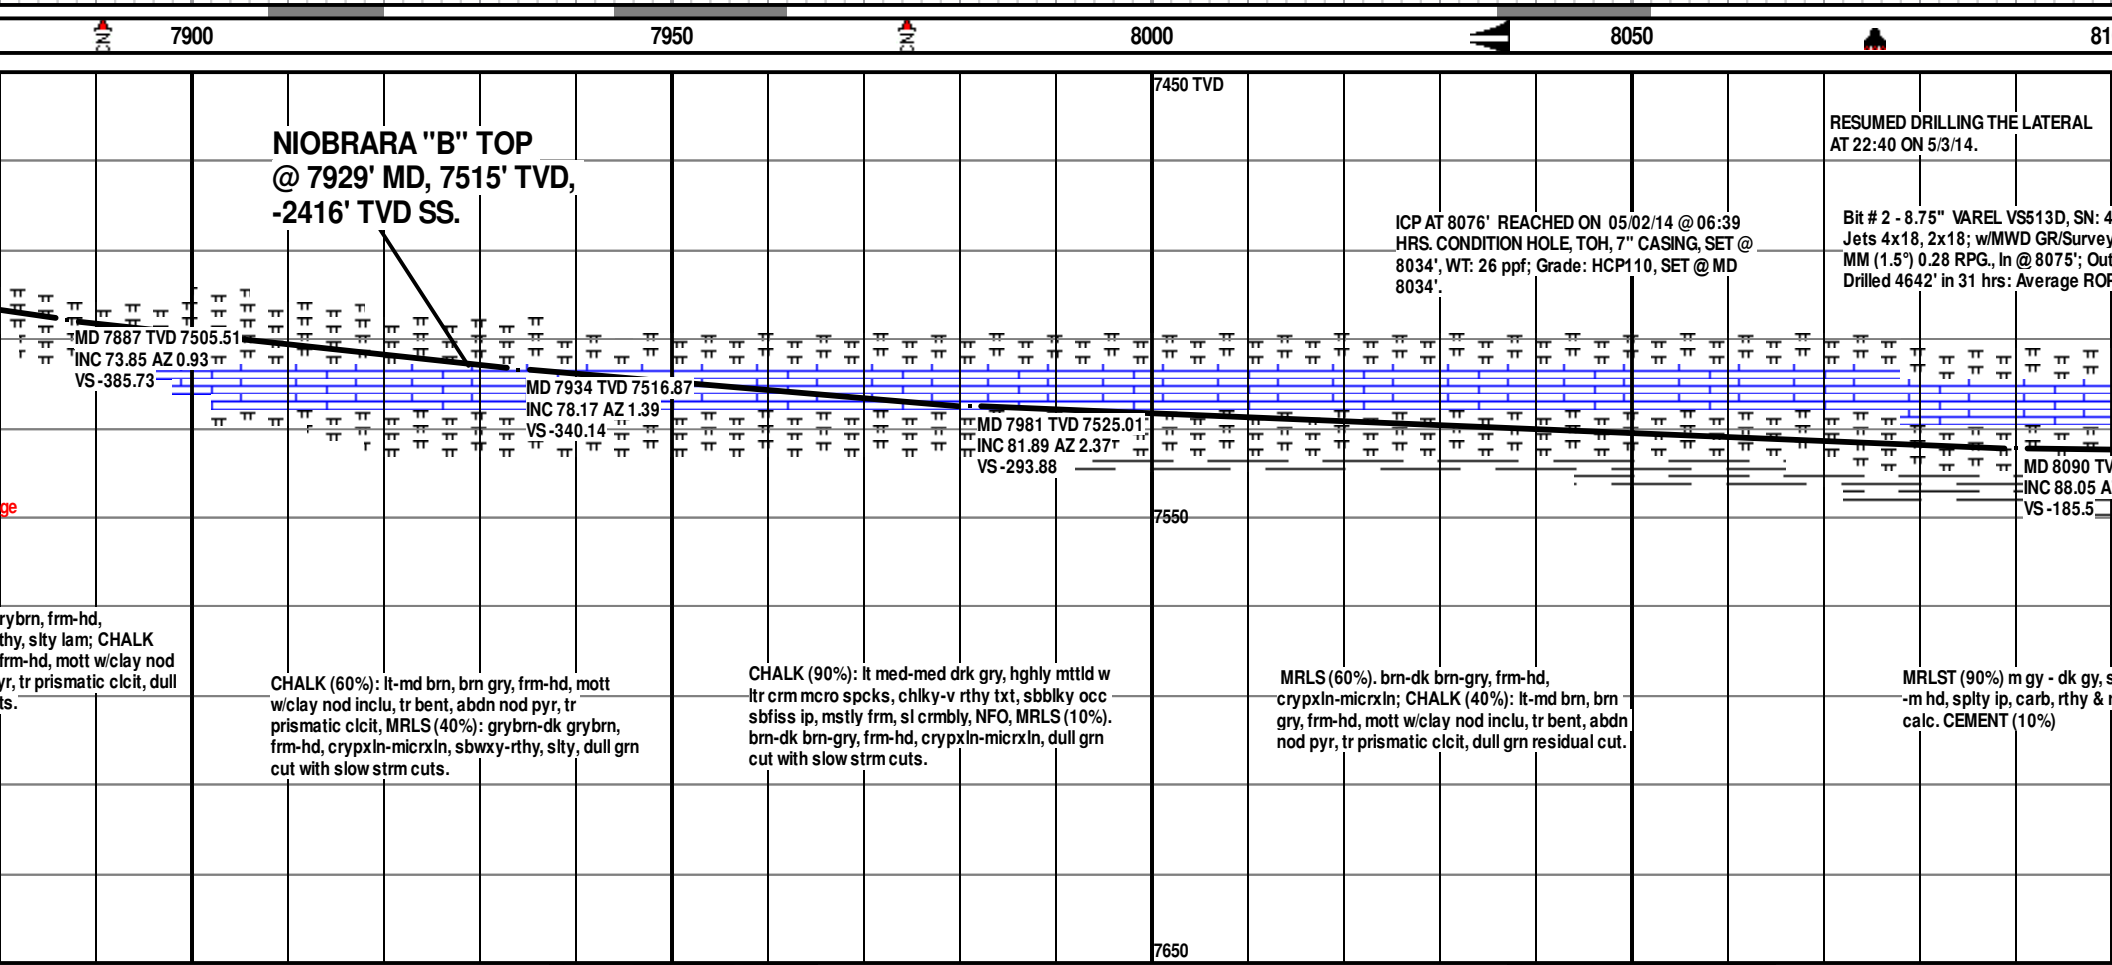 7900
7950
8000
8050
81
7450 TVD
NIOBRARA "B" TOP
@ 7929' MD, 7515' TVD,
-2416' TVD SS.
RESUMED DRILLING THE LATERAL
AT 22:40 ON 5/3/14.
ICP AT 8076' REACHED ON 05/02/14 @ 06:39
HRS. CONDITION HOLE, TOH, 7" CASING, SET @
8034', WT: 26 ppf; Grade: HCP110, SET @ MD
8034'.
Bit # 2 - 8.75" VAREL VS513D, SN: 4
Jets 4x18, 2x18; w/MWD GR/Survey
MM (1.5°) 0.28 RPG., In @ 8075'; Out
Drilled 4642' in 31 hrs: Average ROP
MD 7887 TVD 7505.51
INC 73.85 AZ 0.93
VS -385.73
MD 7934 TVD 7516.87
INC 78.17 AZ 1.39
VS -340.14
MD 7981 TVD 7525.01
INC 81.89 AZ 2.37
VS -293.88
MD 8090 TV
INC 88.05 A
VS -185.5
ge
7550
rybrn, frm-hd,
thy, slty lam; CHALK
frm-hd, mott w/clay nod
yr, tr prismatic clcit, dull
ts.
CHALK (60%): lt-md brn, brn gry, frm-hd, mott
w/clay nod inclu, tr bent, abdn nod pyr, tr
prismatic clcit, MRLS (40%): grybrn-dk grybrn,
frm-hd, crypxln-micrxln, sbwxy-rthy, slty, dull grn
cut with slow strm cuts.
CHALK (90%): lt med-med drk gry, hghly mttld w
ltr crm mcro spcks, chlky-v rthy txt, sbblky occ
sbfiss ip, mstly frm, sl crmbly, NFO, MRLS (10%).
brn-dk brn-gry, frm-hd, crypxln-micrxln, dull grn
cut with slow strm cuts.
MRLS (60%). brn-dk brn-gry, frm-hd,
crypxln-micrxln; CHALK (40%): lt-md brn, brn
gry, frm-hd, mott w/clay nod inclu, tr bent, abdn
nod pyr, tr prismatic clcit, dull grn residual cut.
MRLST (90%) m gy - dk gy, s
-m hd, splty ip, carb, rthy &
calc. CEMENT (10%)
7650